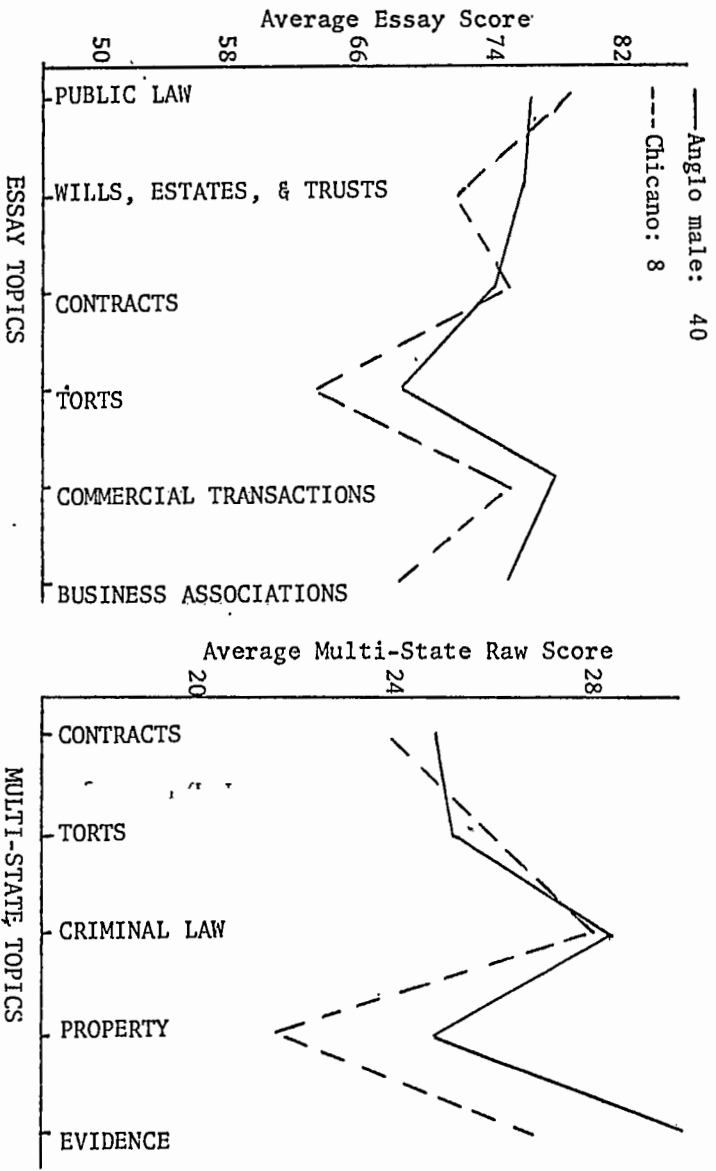 Average Essay Score
50 58 66 74 82
——Anglo male: 40
---Chicano: 8
PUBLIC LAW
WILLS, ESTATES, & TRUSTS
CONTRACTS
TORTS
COMMERCIAL TRANSACTIONS
BUSINESS ASSOCIATIONS
ESSAY TOPICS
Average Multi-State Raw Score
20 24 28
CONTRACTS
TORTS
CRIMINAL LAW
PROPERTY
EVIDENCE
MULTI-STATE TOPICS